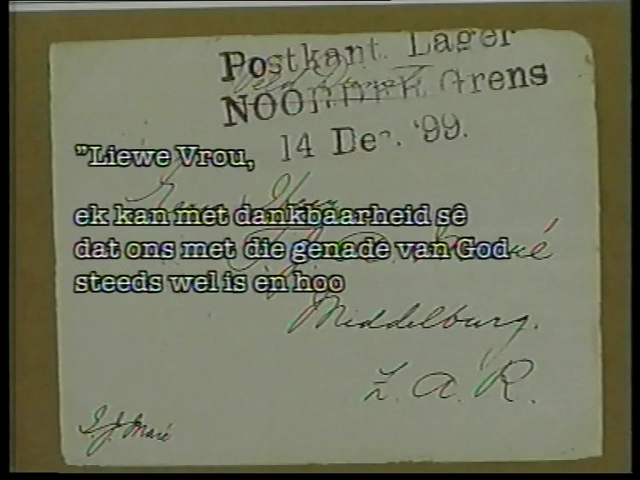 Postkant. Lager
NOORDER Grens
14 Dec. '99.
"Liewe Vrou,
ek kan met dankbaarheid sê
dat ons met die genade van God
steeds wel is en hoo
Middelburg.
Z. A. R.
S. J. Maré